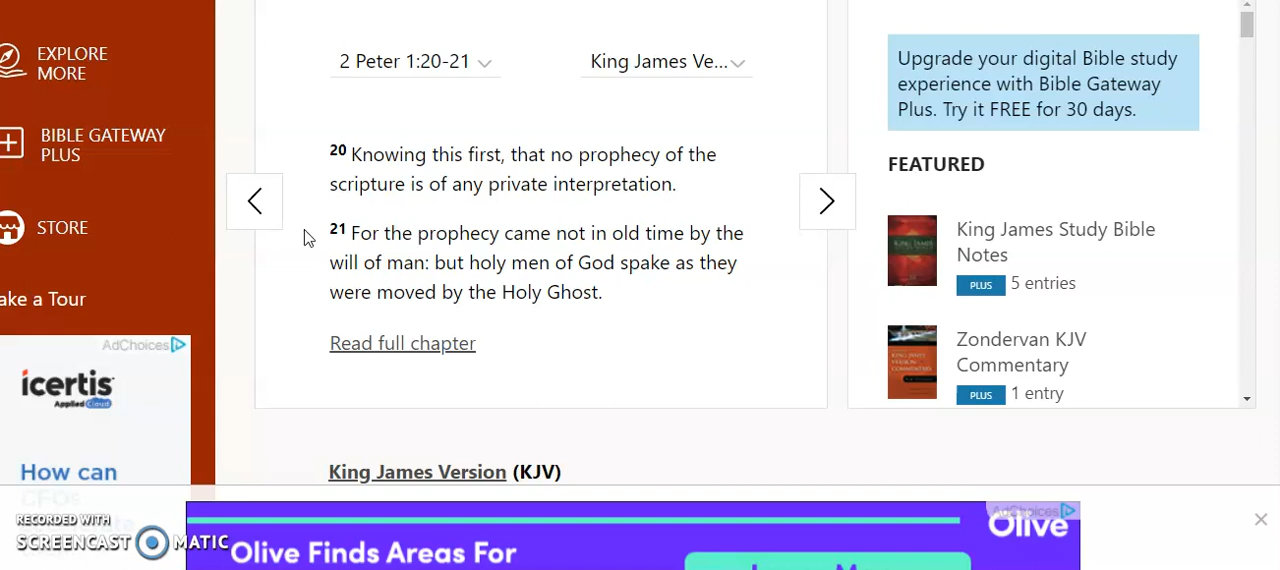 EXPLORE
MORE
BIBLE GATEWAY
PLUS
STORE
ake a Tour
AdChoices
icertis
Applied Cloud
How can
RECORDED WITH
SCREENCAST MATIC
2 Peter 1:20-21
King James Ve...
20 Knowing this first, that no prophecy of the
scripture is of any private interpretation.
21 For the prophecy came not in old time by the
will of man: but holy men of God spake as they
were moved by the Holy Ghost.
Read full chapter
King James Version (KJV)
Upgrade your digital Bible study
experience with Bible Gateway
Plus. Try it FREE for 30 days.
FEATURED
King James Study Bible
Notes
PLUS 5 entries
Zondervan KJV
Commentary
PLUS 1 entry
AdChoices
Olive
Olive Finds Areas For